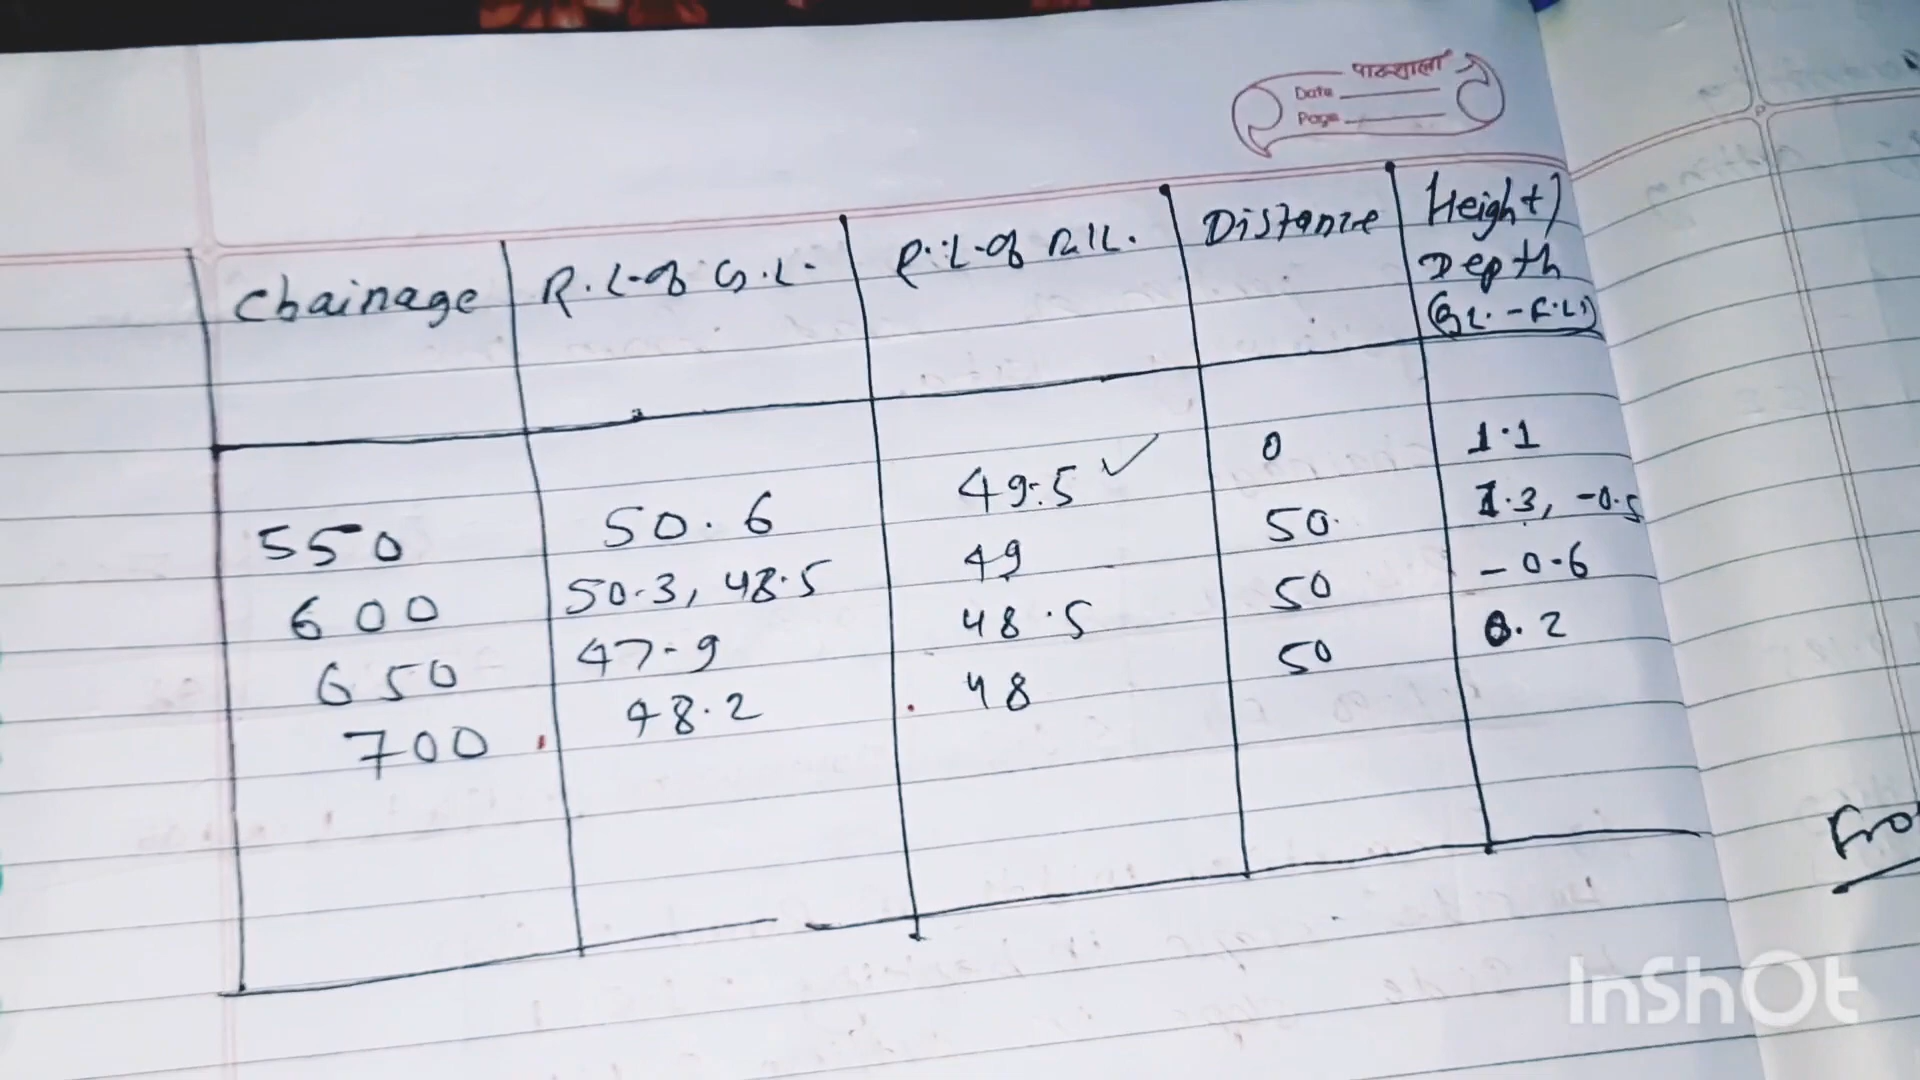 पाठशाला
Date
Page
Chainage R.L. of G.L. R.L. of R.L. Distance Height/
Depth
(G.L. - F.L.)
550 50.6 49.5 ✓ 0 1.1
600 50.3, 48.5 49 50. 1.3, -0.5
650 47.9 48.5 50 -0.6
700 48.2 48 50 0.2
Fro
InShOt